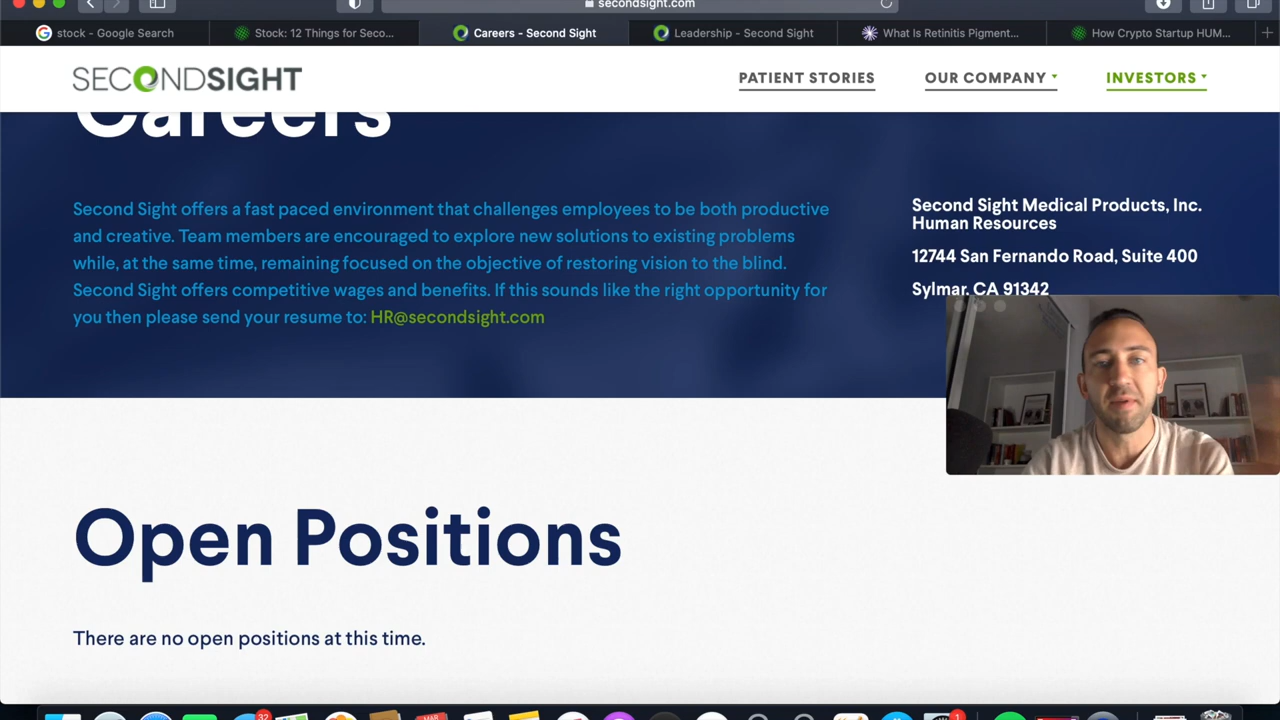 secondsight.com
stock - Google Search
Stock: 12 Things for Seco...
Careers - Second Sight
Leadership - Second Sight
What Is Retinitis Pigment...
How Crypto Startup HUM...
SECONDSIGHT
PATIENT STORIES
OUR COMPANY
INVESTORS
Careers
Second Sight offers a fast paced environment that challenges employees to be both productive
and creative. Team members are encouraged to explore new solutions to existing problems
while, at the same time, remaining focused on the objective of restoring vision to the blind.
Second Sight offers competitive wages and benefits. If this sounds like the right opportunity for
you then please send your resume to: HR@secondsight.com
Second Sight Medical Products, Inc.
Human Resources
12744 San Fernando Road, Suite 400
Sylmar, CA 91342
Open Positions
There are no open positions at this time.
32
MAR
1